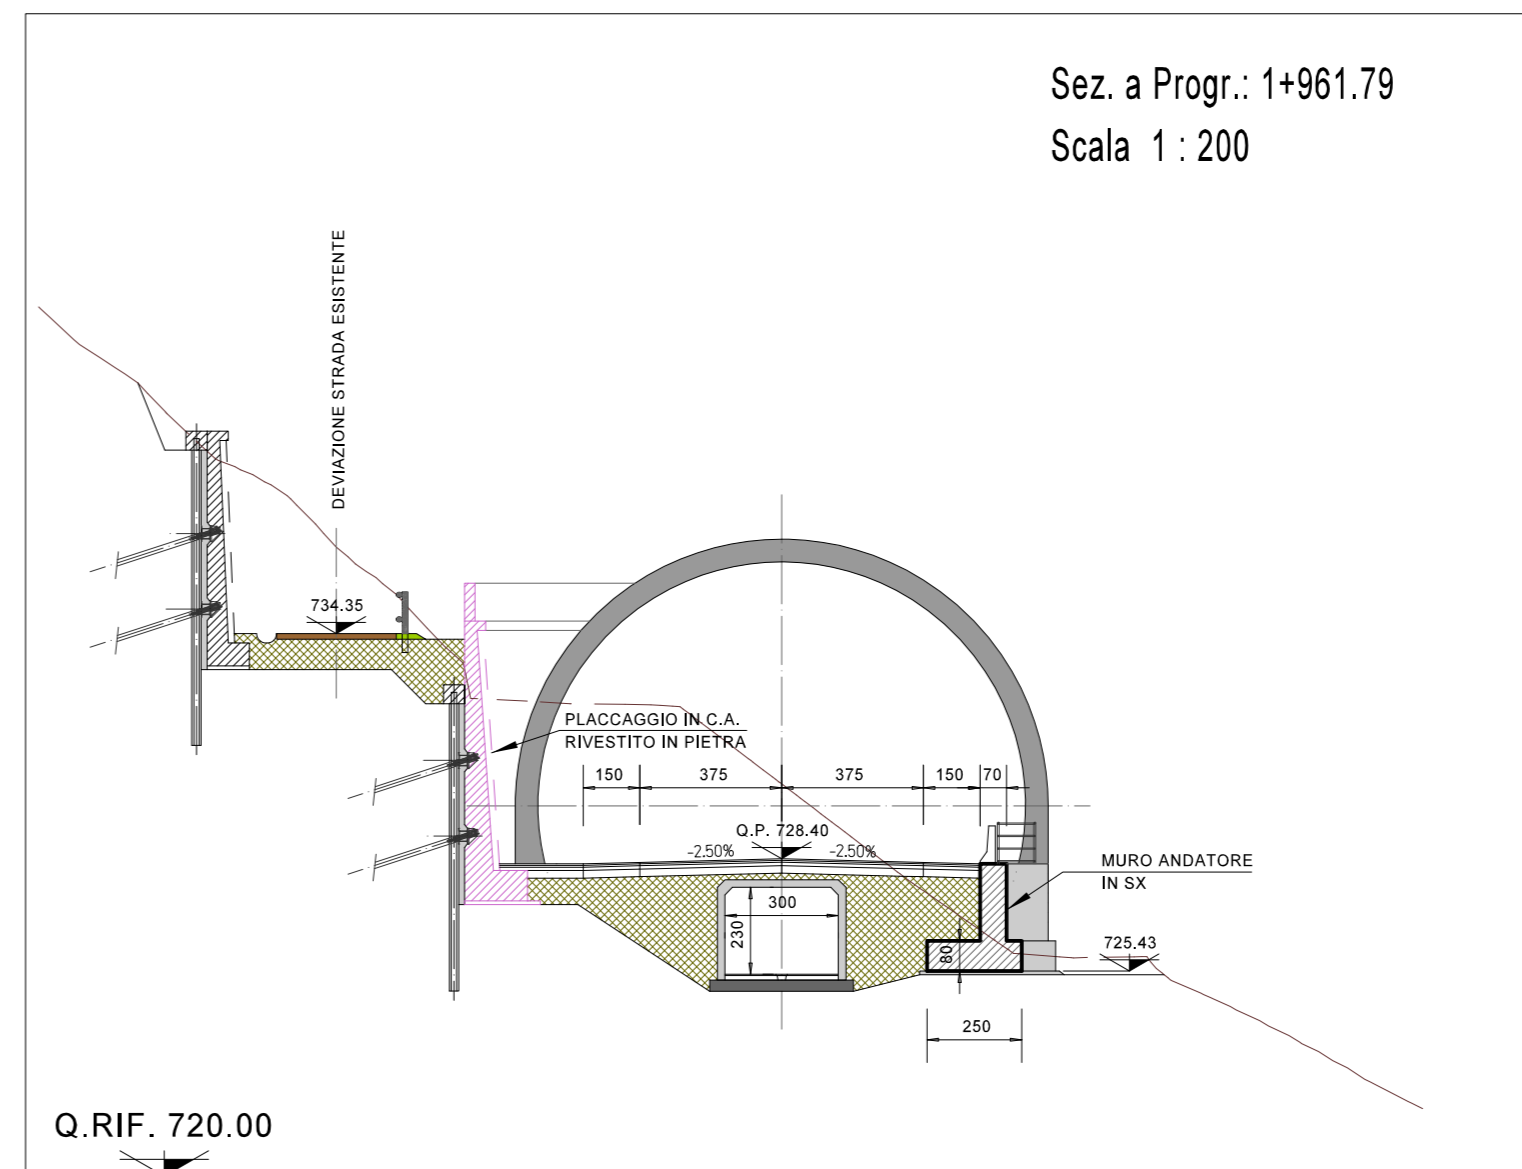 Sez. a Progr.: 1+961.79
Scala 1 : 200
DEVIAZIONE STRADA ESISTENTE
734.35
PLACCAGGIO IN C.A.
RIVESTITO IN PIETRA
150 375 375 150 70
Q.P. 728.40
-2.50% -2.50%
MURO ANDATORE
IN SX
300
230
80
725.43
250
Q.RIF. 720.00